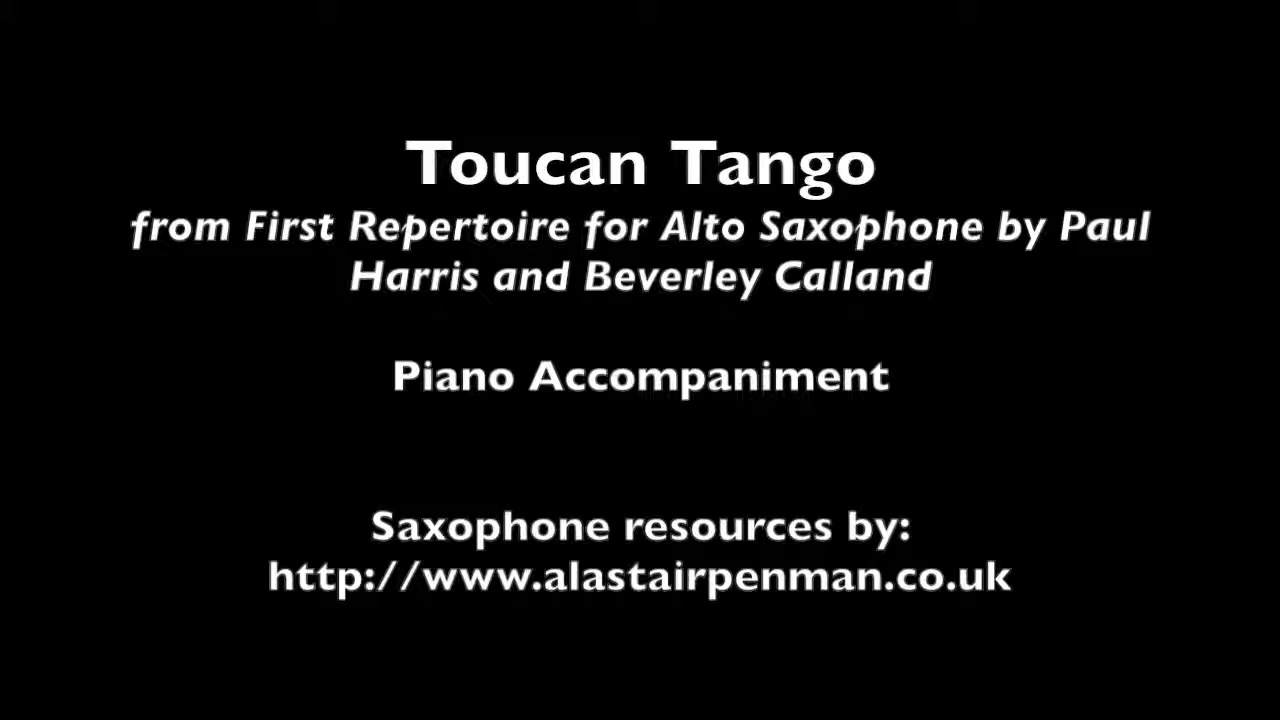 Toucan Tango
from First Repertoire for Alto Saxophone by Paul
Harris and Beverley Calland
Piano Accompaniment
Saxophone resources by:
http://www.alastairpenman.co.uk